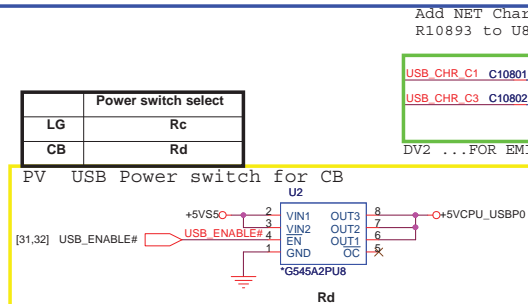 Add NET Char
R10893 to U8
USB_CHR_C1 C10801
USB_CHR_C3 C10802
DV2 ...FOR EMI
Power switch select
LG Rc
CB Rd
PV USB Power switch for CB
U2
+5VS5 2 VIN1 OUT3 8 +5VCPU_USBP0
3 VIN2 OUT2 7
[31,32] USB_ENABLE# USB_ENABLE# 4 EN OUT1 6
1 GND OC 5
*G545A2PU8
Rd